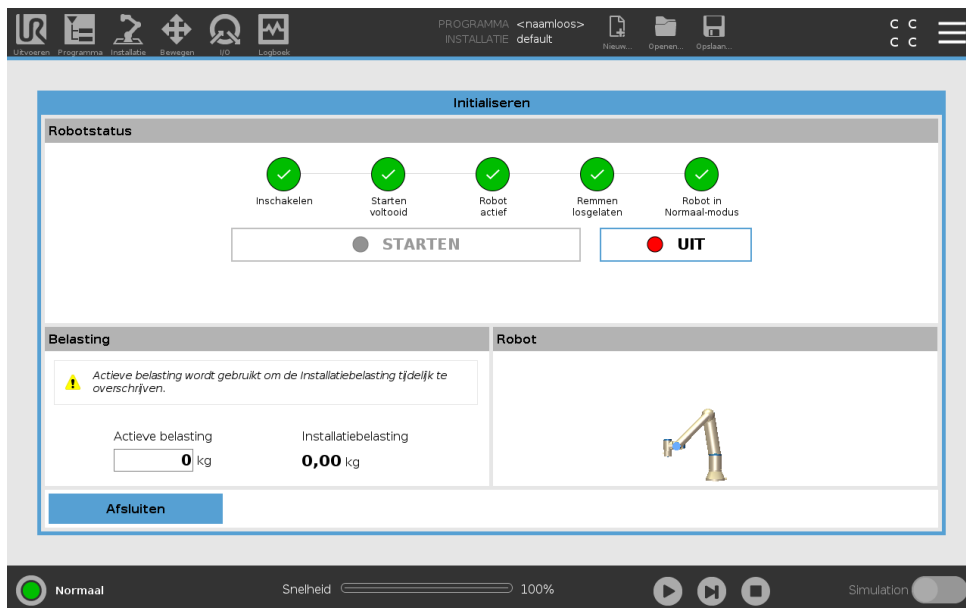 PROGRAMMA <naamloos>
INSTALLATIE default
Uitvoeren Programma Installatie Bewegen I/O Logboek
Nieuw... Openen... Opslaan...
C C
C C
Initialiseren
Robotstatus
Inschakelen
Starten voltooid
Robot actief
Remmen losgelaten
Robot in Normaal-modus
STARTEN
UIT
Belasting
Robot
Actieve belasting wordt gebruikt om de Installatiebelasting tijdelijk te
overschrijven.
Actieve belasting
Installatiebelasting
0 kg
0,00 kg
Afsluiten
Normaal
Snelheid
100%
Simulation